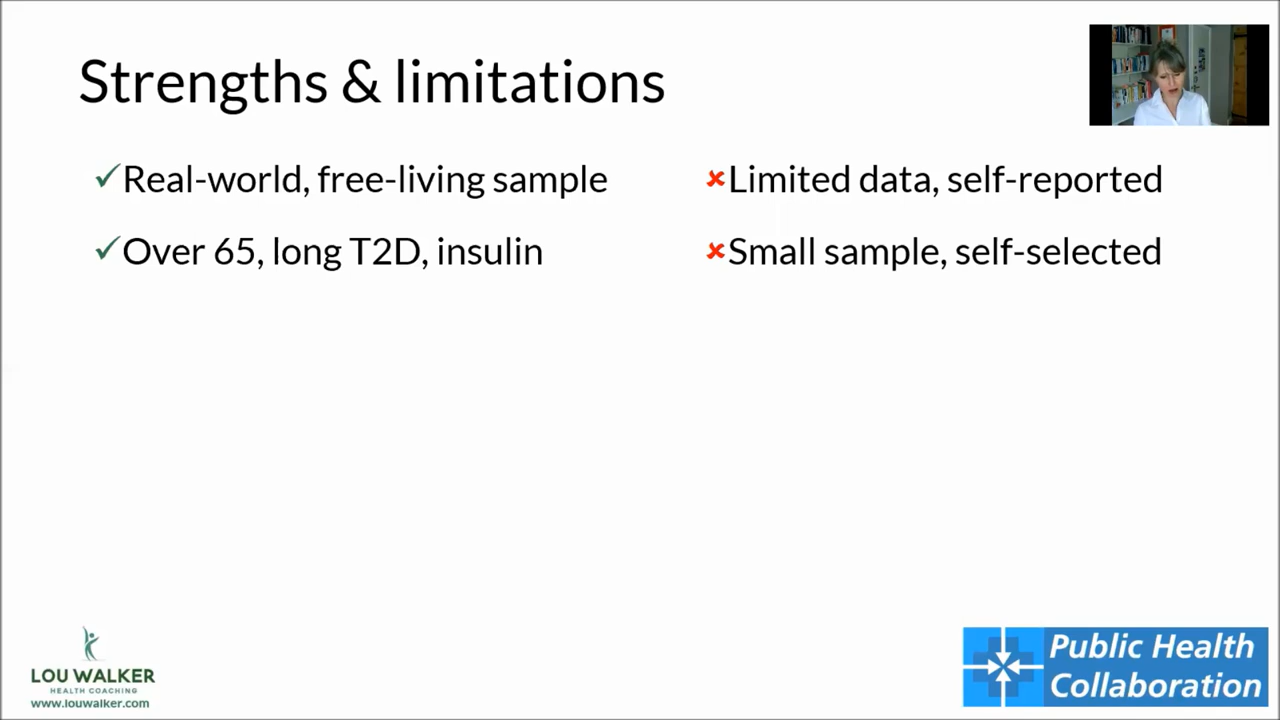 Strengths & limitations
✓Real-world, free-living sample
✓Over 65, long T2D, insulin
✗Limited data, self-reported
✗Small sample, self-selected
LOU WALKER
HEALTH COACHING
www.louwalker.com
Public Health
Collaboration